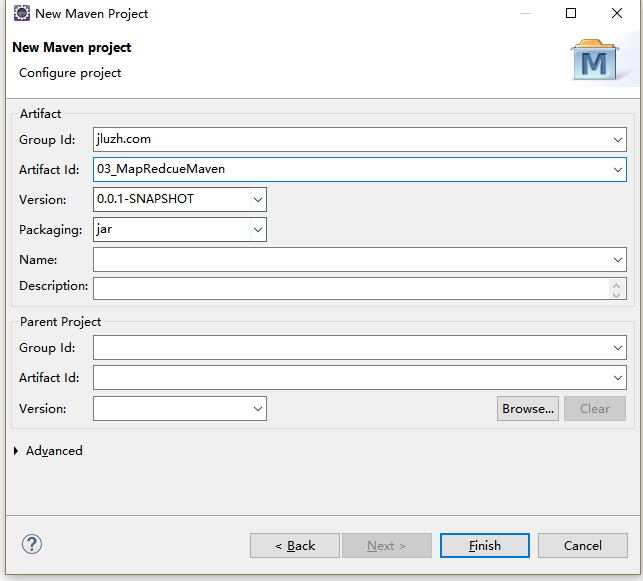 New Maven Project
New Maven project
Configure project
M
Artifact
Group Id: jluzh.com
Artifact Id: 03_MapRedcueMaven
Version: 0.0.1-SNAPSHOT
Packaging: jar
Name:
Description:
Parent Project
Group Id:
Artifact Id:
Version: Browse... Clear
Advanced
? < Back Next > Finish Cancel